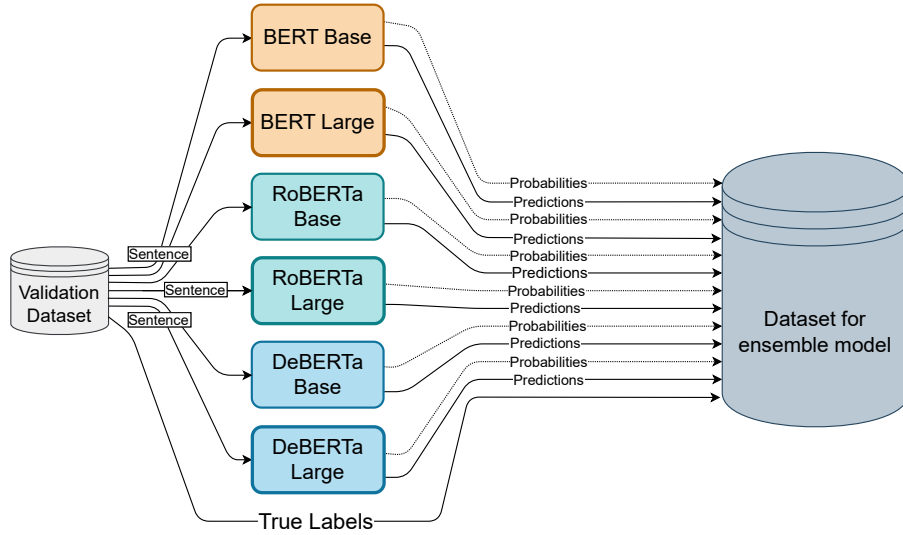 BERT Base
BERT Large
RoBERTa
Base
RoBERTa
Large
DeBERTa
Base
DeBERTa
Large
Validation
Dataset
Sentence
Sentence
Sentence
True Labels
Probabilities
Predictions
Probabilities
Predictions
Probabilities
Predictions
Probabilities
Predictions
Probabilities
Predictions
Probabilities
Predictions
Dataset for
ensemble model